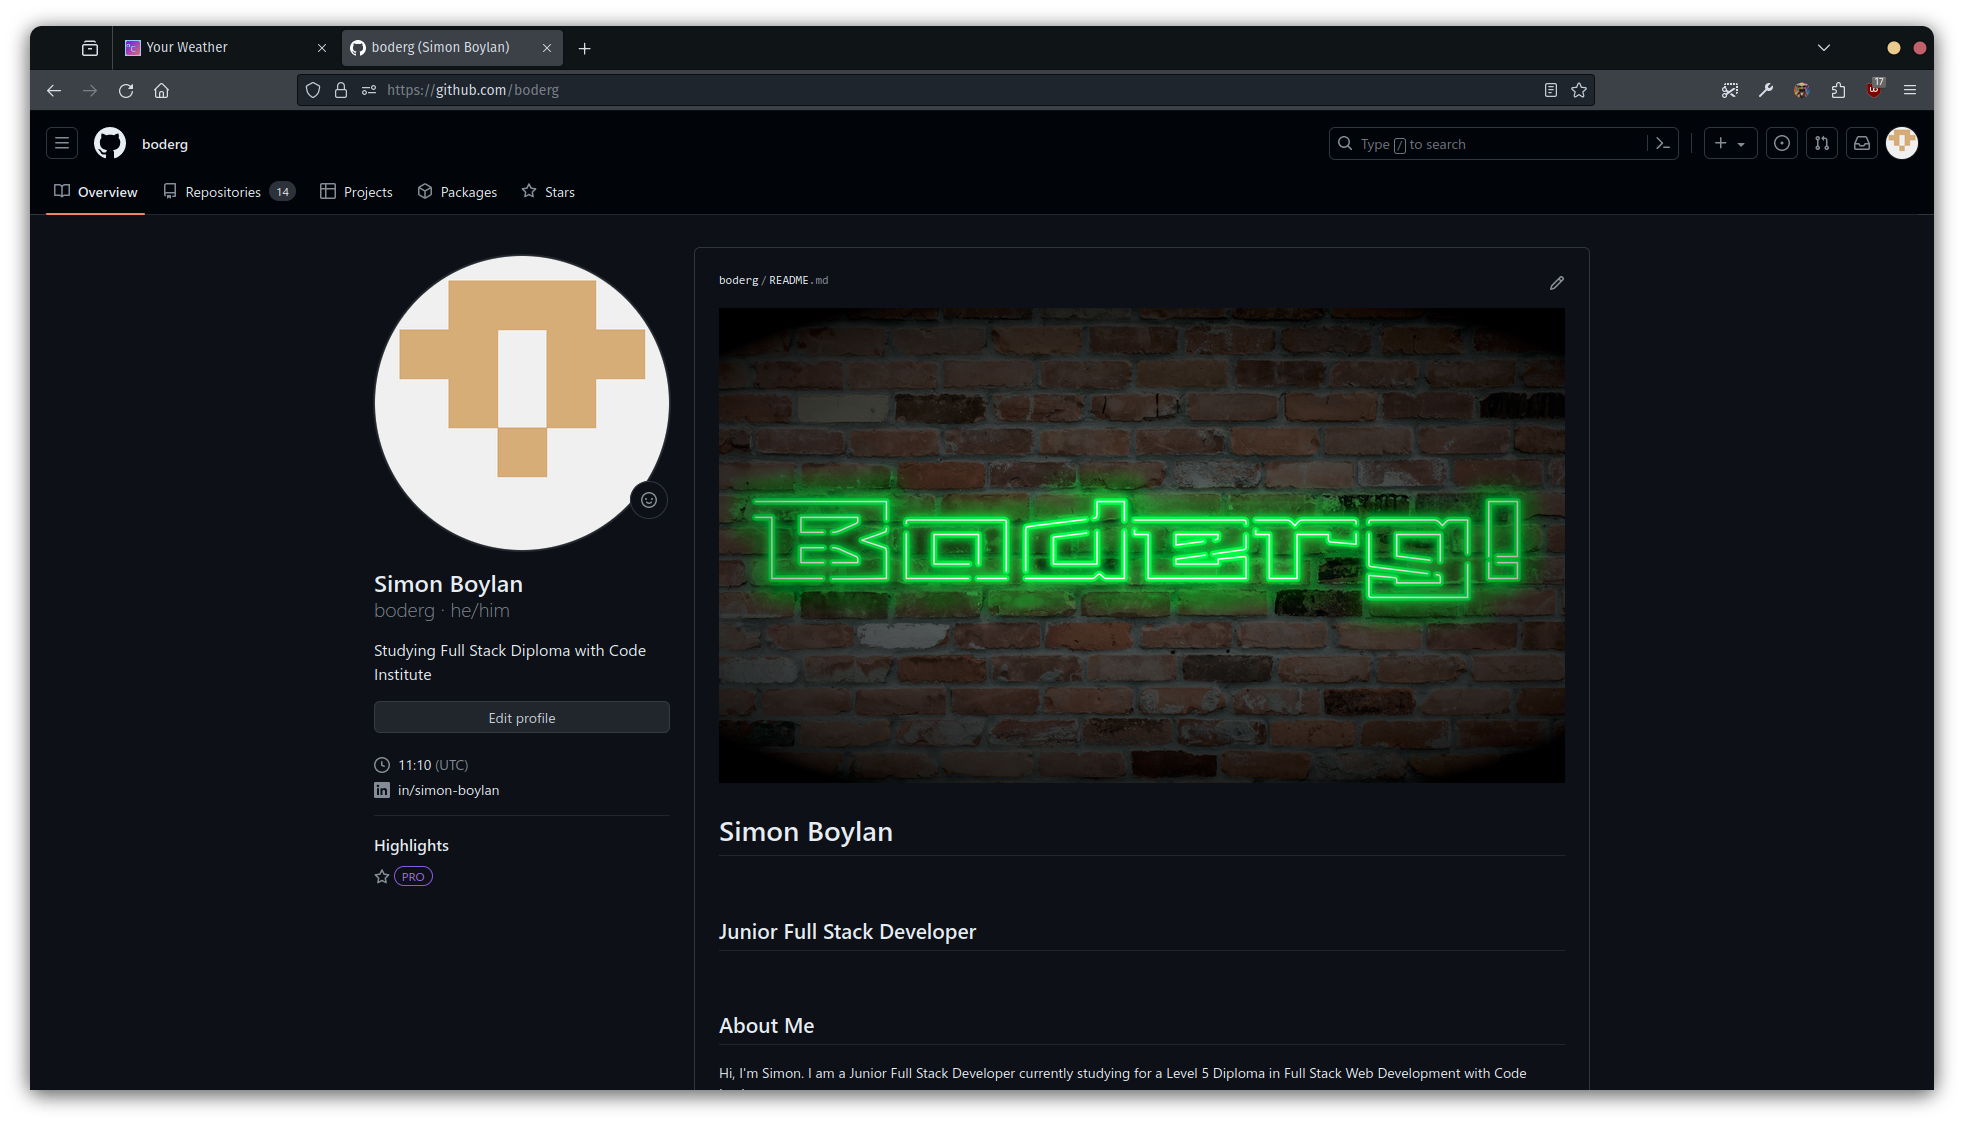 Your Weather
boderg (Simon Boylan)
https://github.com/boderg
17
boderg
Type / to search
Overview
Repositories 14
Projects
Packages
Stars
boderg/README.md
Boderg!
Simon Boylan
boderg · he/him
Studying Full Stack Diploma with Code
Institute
Edit profile
11:10 (UTC)
in/simon-boylan
Highlights
PRO
Simon Boylan
Junior Full Stack Developer
About Me
Hi, I'm Simon. I am a Junior Full Stack Developer currently studying for a Level 5 Diploma in Full Stack Web Development with Code